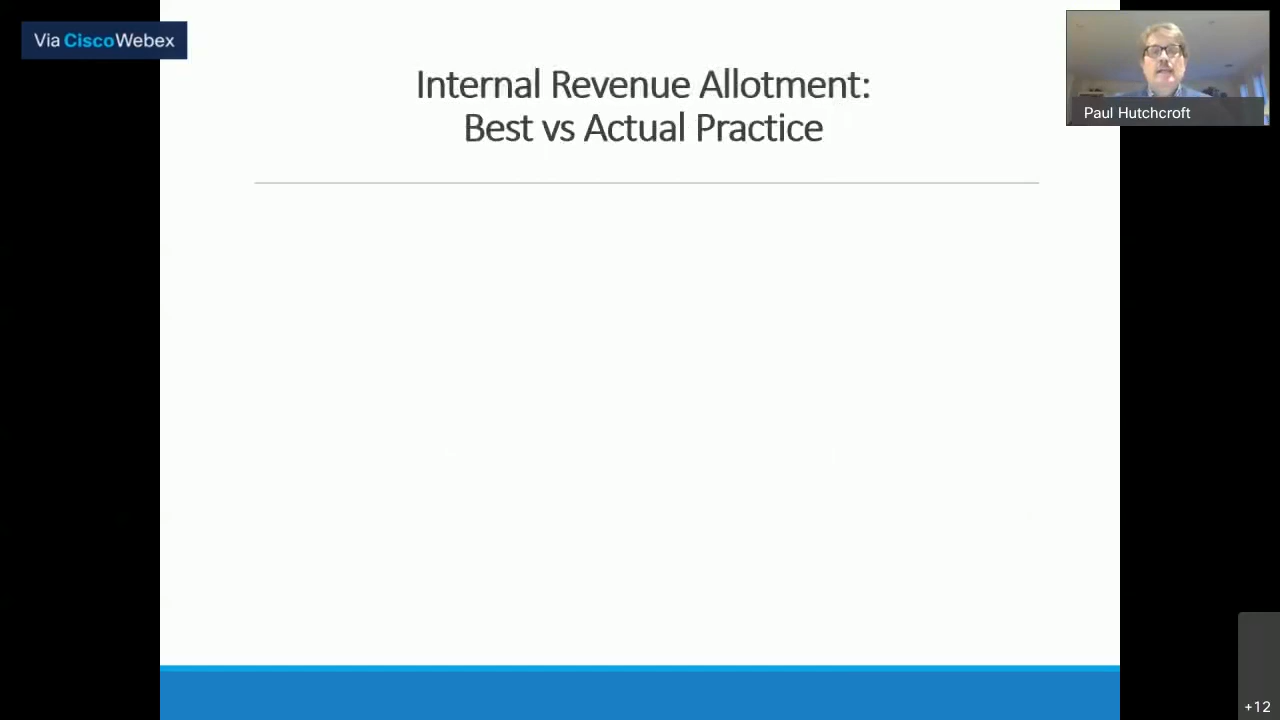 Via CiscoWebex
Internal Revenue Allotment:
Best vs Actual Practice
Paul Hutchcroft
+12